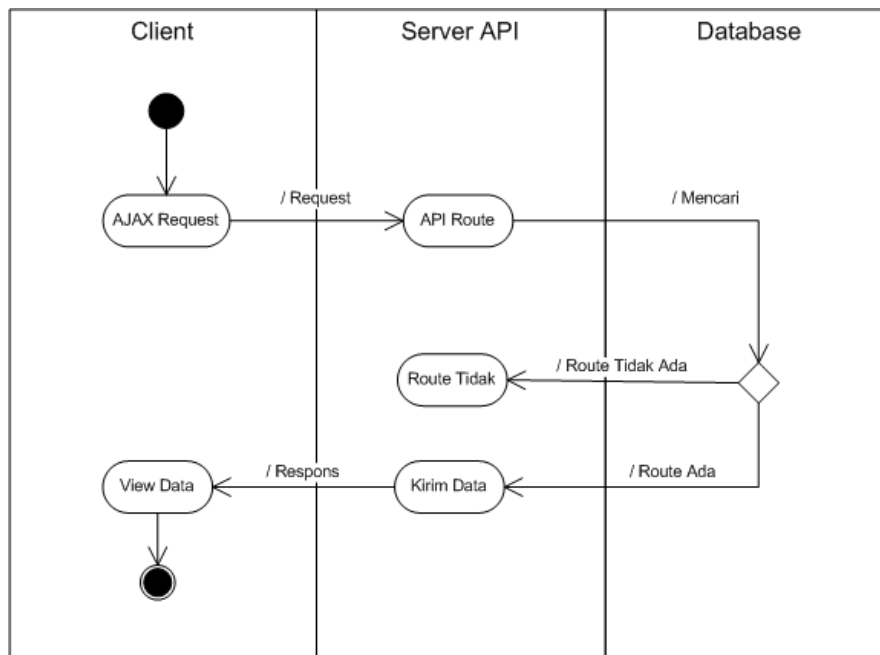 Client
Server API
Database
AJAX Request
/ Request
API Route
/ Mencari
Route Tidak
/ Route Tidak Ada
View Data
/ Respons
Kirim Data
/ Route Ada